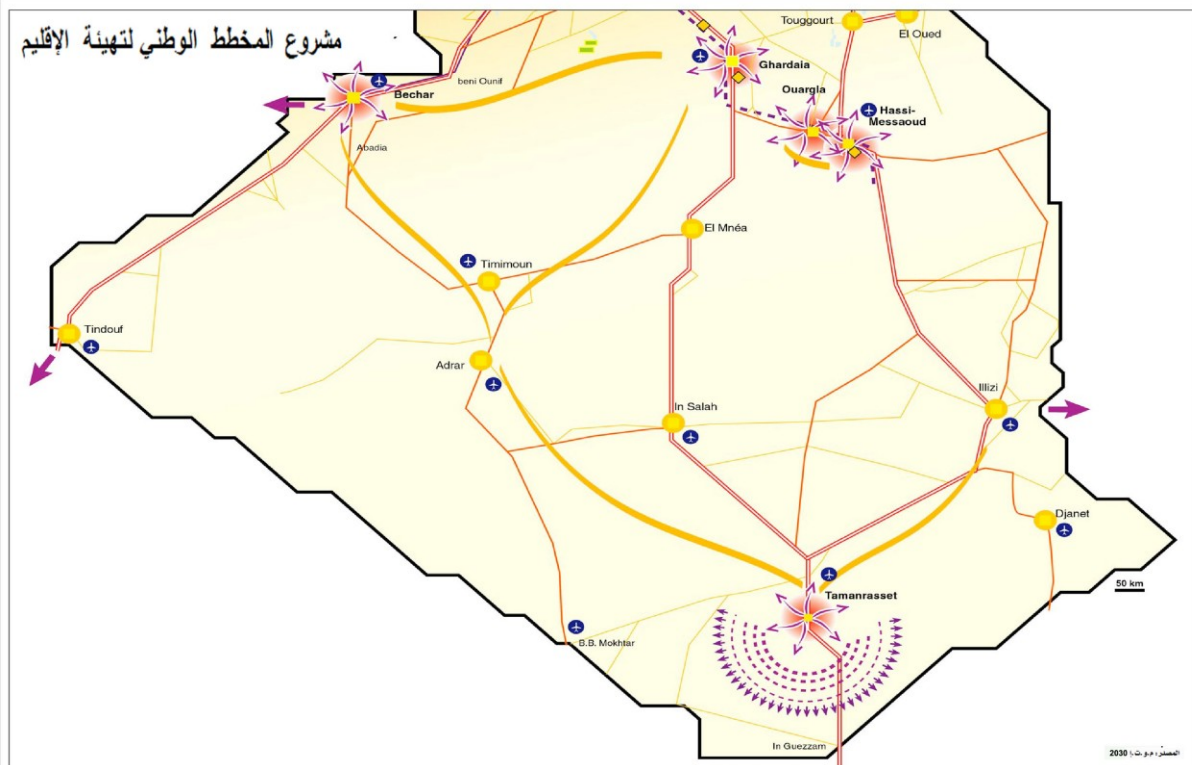 مشروع المخطط الوطني لتهيئة الإقليم
Touggourt
El Oued
Ghardaia
beni Ounif
Bechar
Ouargla
Hassi-
Messaoud
Abadia
El Mnéa
Timimoun
Tindouf
Adrar
Illizi
In Salah
Djanet
50 km
Tamanrasset
B.B. Mokhtar
In Guezzam
المصدر: م.و.ت.إ 2030